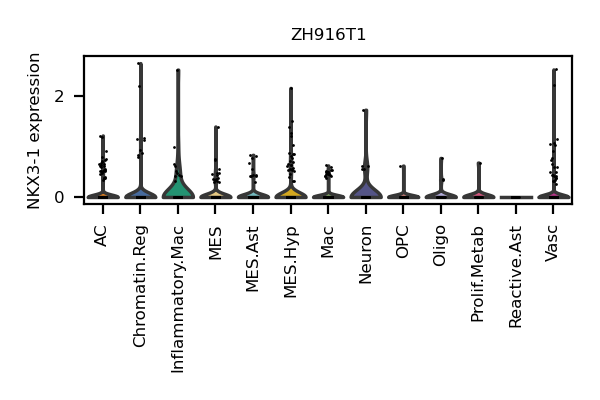 ZH916T1
NKX3-1 expression
2
0
AC
Chromatin.Reg
Inflammatory.Mac
MES
MES.Ast
MES.Hyp
Mac
Neuron
OPC
Oligo
Prolif.Metab
Reactive.Ast
Vasc